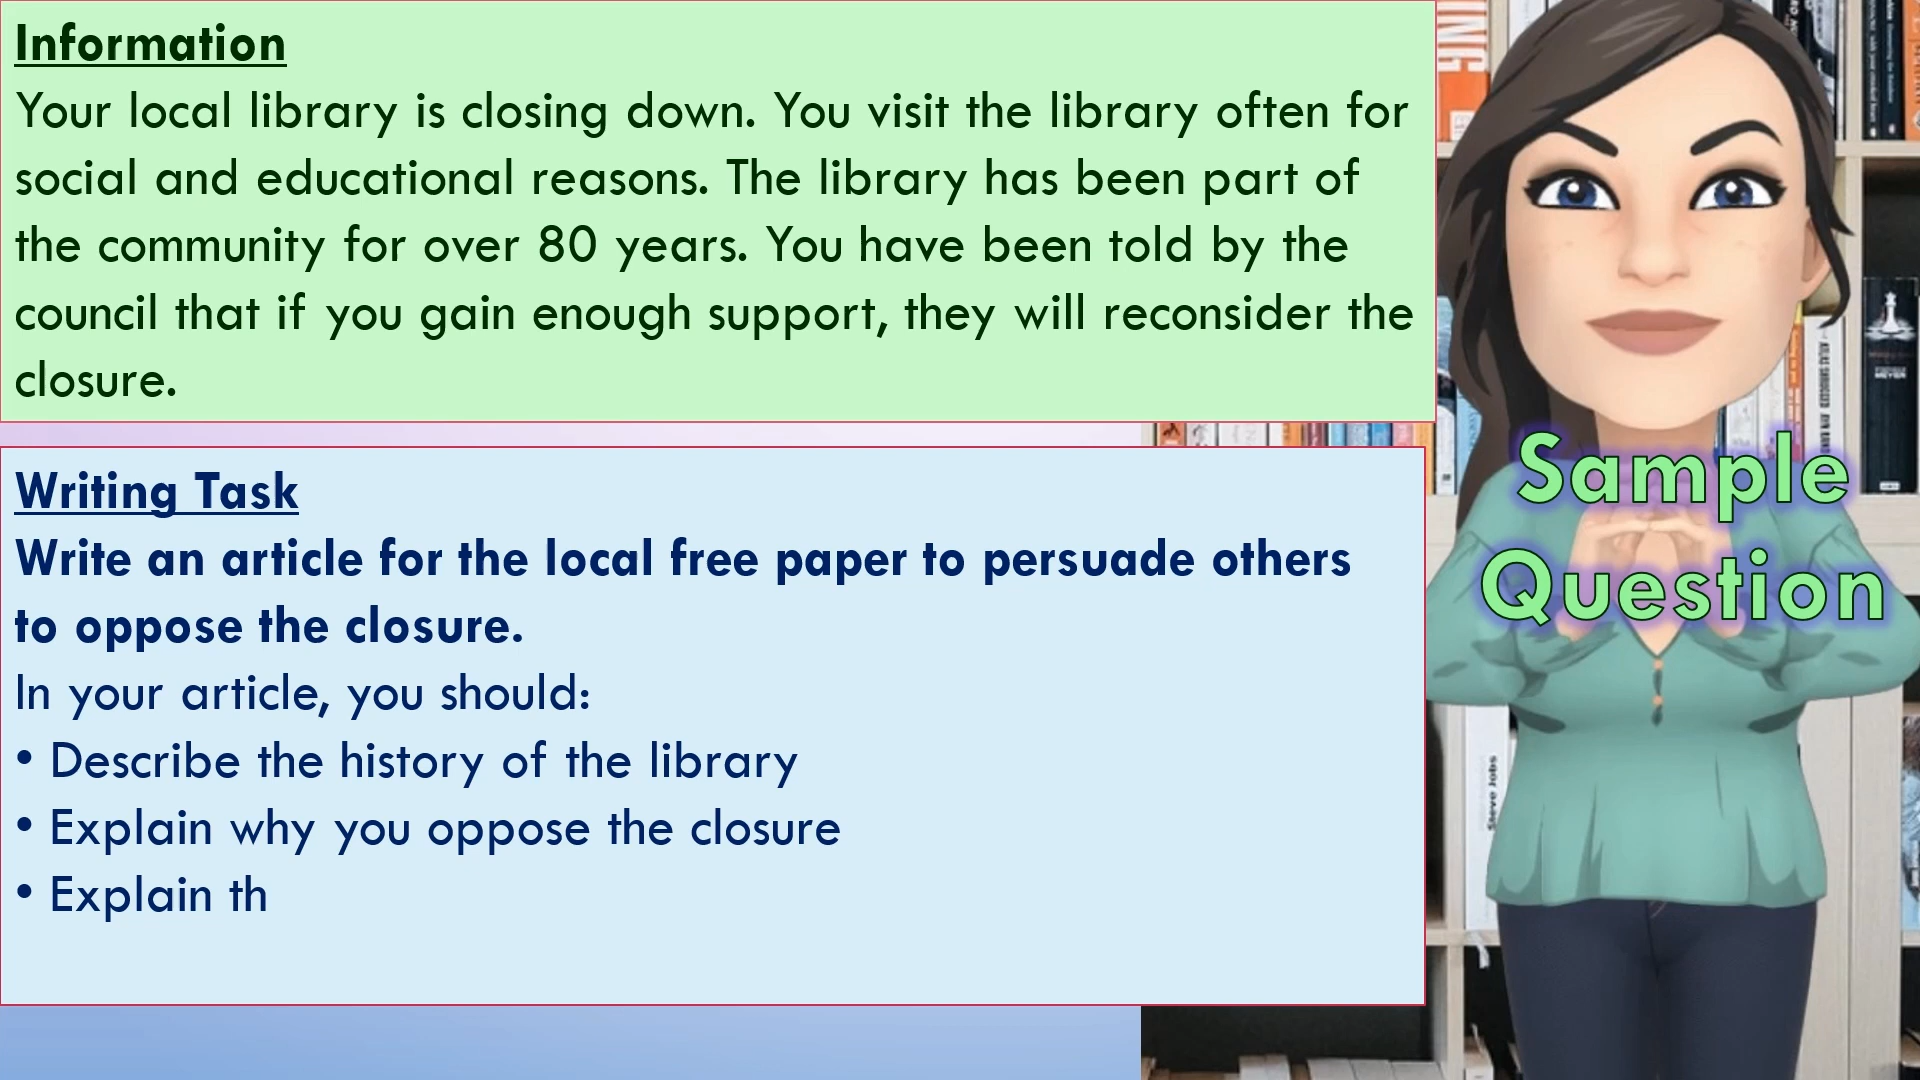 Information
Your local library is closing down. You visit the library often for
social and educational reasons. The library has been part of
the community for over 80 years. You have been told by the
council that if you gain enough support, they will reconsider the
closure.
Writing Task
Write an article for the local free paper to persuade others
to oppose the closure.
In your article, you should:
• Describe the history of the library
• Explain why you oppose the closure
• Explain th
Sample
Question
Steve Jobs